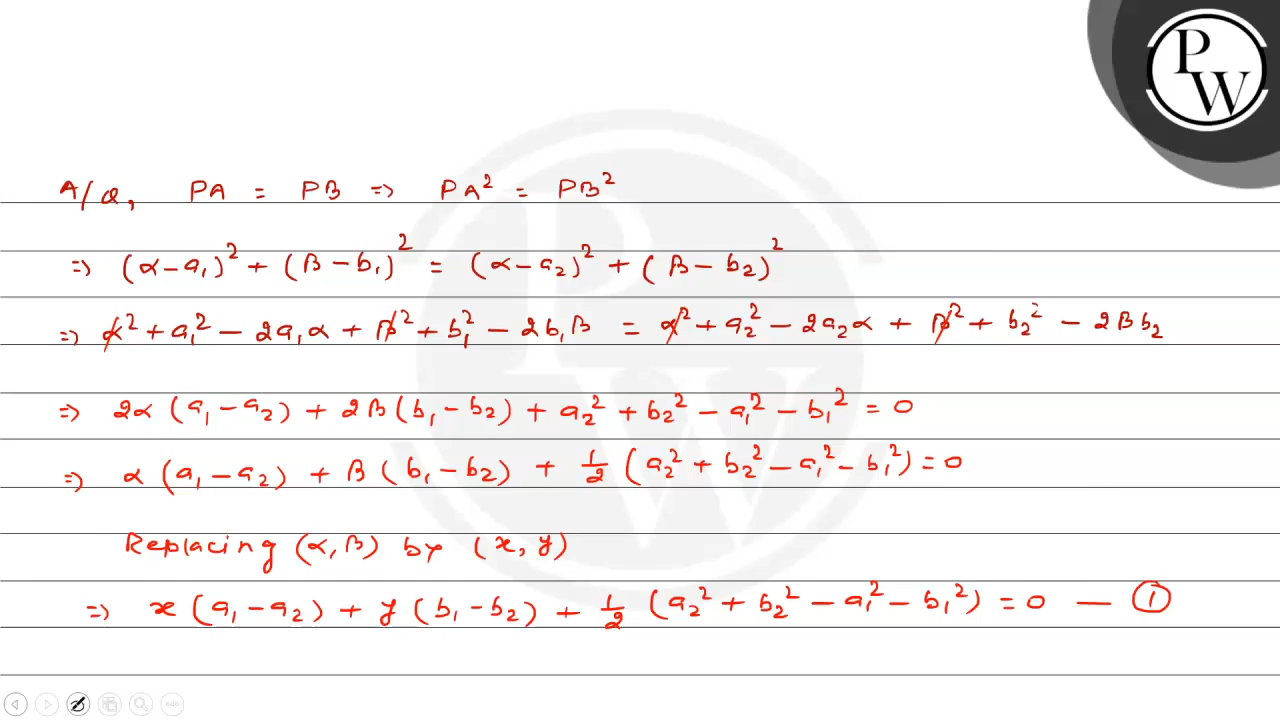 PW
A/Q, PA = PB => PA² = PB²
=> (α-a₁)² + (β-b₁)² = (α-a₂)² + (β-b₂)²
=> α² + a₁² - 2a₁α + β² + b₁² - 2b₁β = α² + a₂² - 2a₂α + β² + b₂² - 2βb₂
=> 2α(a₁-a₂) + 2β(b₁-b₂) + a₂² + b₂² - a₁² - b₁² = 0
=> α(a₁-a₂) + β(b₁-b₂) + 1/2 (a₂² + b₂² - a₁² - b₁²) = 0
Replacing (α,β) by (x,y)
=> x(a₁-a₂) + y(b₁-b₂) + 1/2 (a₂² + b₂² - a₁² - b₁²) = 0 — ①